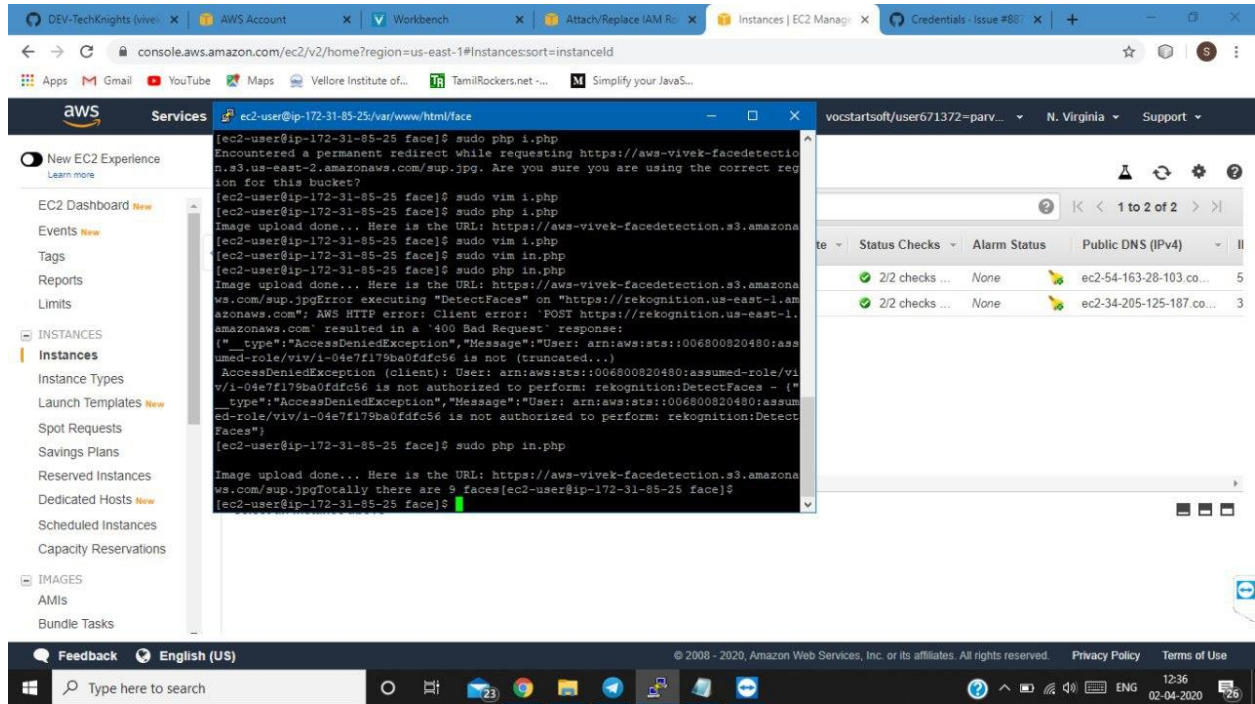 DEV-TechKnights (vivek
AWS Account
Workbench
Attach/Replace IAM Ro
Instances | EC2 Manage
Credentials - Issue #887
console.aws.amazon.com/ec2/v2/home?region=us-east-1#Instances:sort=instanceId
S
Apps
Gmail
YouTube
Maps
Vellore Institute of...
TamilRockers.net -...
Simplify your JavaS...
aws
Services
vocstartsoft/user671372=parv...
N. Virginia
Support
New EC2 Experience
Learn more
EC2 Dashboard New
Events New
Tags
Reports
Limits
INSTANCES
Instances
Instance Types
Launch Templates New
Spot Requests
Savings Plans
Reserved Instances
Dedicated Hosts New
Scheduled Instances
Capacity Reservations
IMAGES
AMIs
Bundle Tasks
ec2-user@ip-172-31-85-25:/var/www/html/face
[ec2-user@ip-172-31-85-25 face]$ sudo php i.php
Encountered a permanent redirect while requesting https://aws-vivek-facedetectio
n.s3.us-east-2.amazonaws.com/sup.jpg. Are you sure you are using the correct reg
ion for this bucket?
[ec2-user@ip-172-31-85-25 face]$ sudo vim i.php
[ec2-user@ip-172-31-85-25 face]$ sudo php i.php
Image upload done... Here is the URL: https://aws-vivek-facedetection.s3.amazona
[ec2-user@ip-172-31-85-25 face]$ sudo vim i.php
[ec2-user@ip-172-31-85-25 face]$ sudo vim in.php
[ec2-user@ip-172-31-85-25 face]$ sudo php in.php
Image upload done... Here is the URL: https://aws-vivek-facedetection.s3.amazona
ws.com/sup.jpgError executing "DetectFaces" on "https://rekognition.us-east-1.am
azonaws.com"; AWS HTTP error: Client error: `POST https://rekognition.us-east-1.
amazonaws.com` resulted in a `400 Bad Request` response:
{"__type":"AccessDeniedException","Message":"User: arn:aws:sts::006800820480:ass
umed-role/viv/i-04e7f179ba0fdfc56 is not (truncated...)
AccessDeniedException (client): User: arn:aws:sts::006800820480:assumed-role/vi
v/i-04e7f179ba0fdfc56 is not authorized to perform: rekognition:DetectFaces - {"
__type":"AccessDeniedException","Message":"User: arn:aws:sts::006800820480:assum
ed-role/viv/i-04e7f179ba0fdfc56 is not authorized to perform: rekognition:Detect
Faces"}
[ec2-user@ip-172-31-85-25 face]$ sudo php in.php
Image upload done... Here is the URL: https://aws-vivek-facedetection.s3.amazona
ws.com/sup.jpgTotally there are 9 faces[ec2-user@ip-172-31-85-25 face]$
[ec2-user@ip-172-31-85-25 face]$
1 to 2 of 2
te
Status Checks
Alarm Status
Public DNS (IPv4)
2/2 checks ...
None
ec2-54-163-28-103.co...
5
2/2 checks ...
None
ec2-34-205-125-187.co...
3
Feedback
English (US)
© 2008 - 2020, Amazon Web Services, Inc. or its affiliates. All rights reserved.
Privacy Policy
Terms of Use
Type here to search
23
ENG
12:36
02-04-2020
26